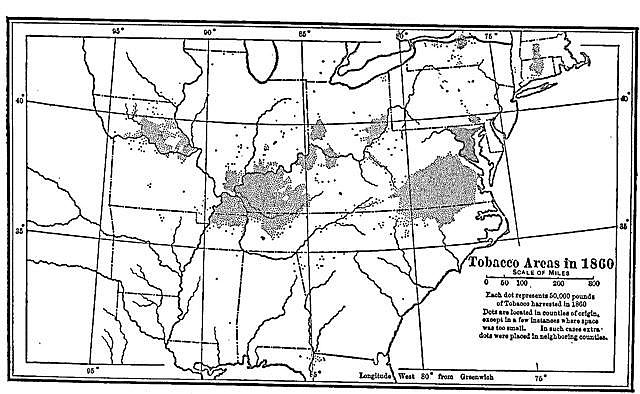 95°
90°
85°
80°
75°
40°
40°
35°
35°
Tobacco Areas in 1860
SCALE OF MILES
0 50 100 200 300
Each dot represents 50,000 pounds
of Tobacco harvested in 1860
Dots are located in counties of origin,
except in a few instances where space
was too small. In such cases extra-
dots were placed in neighboring counties.
Longitude West 80° from Greenwich
95°
85°
75°